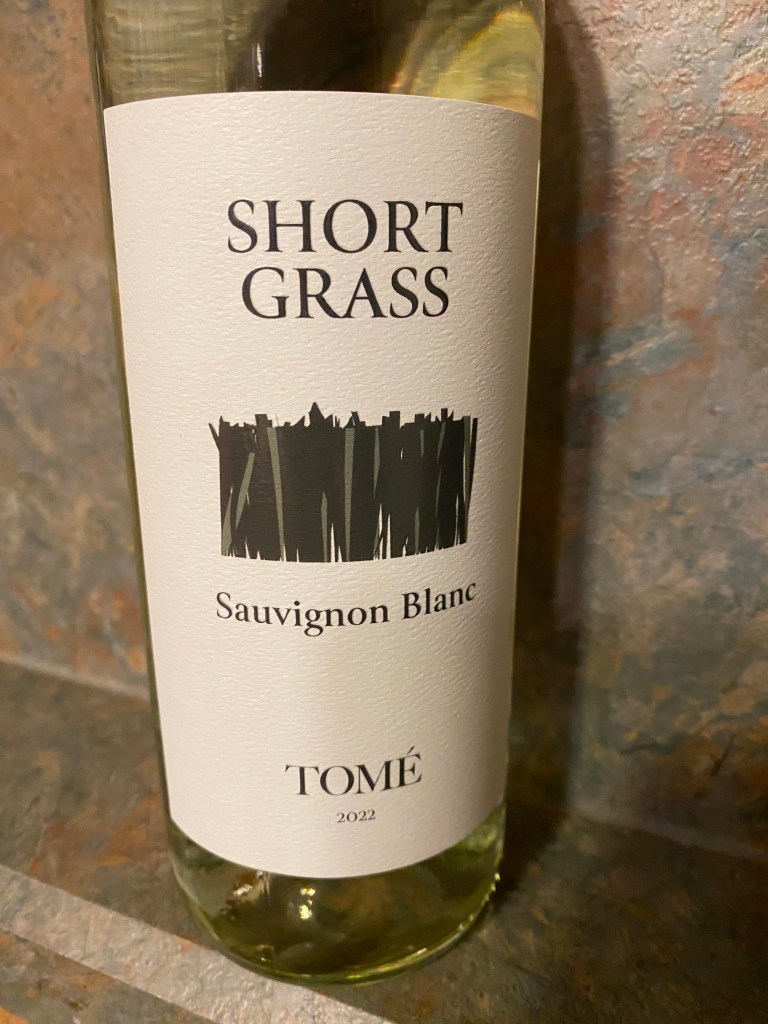 SHORT
GRASS
Sauvignon Blanc
TOMÉ
2022